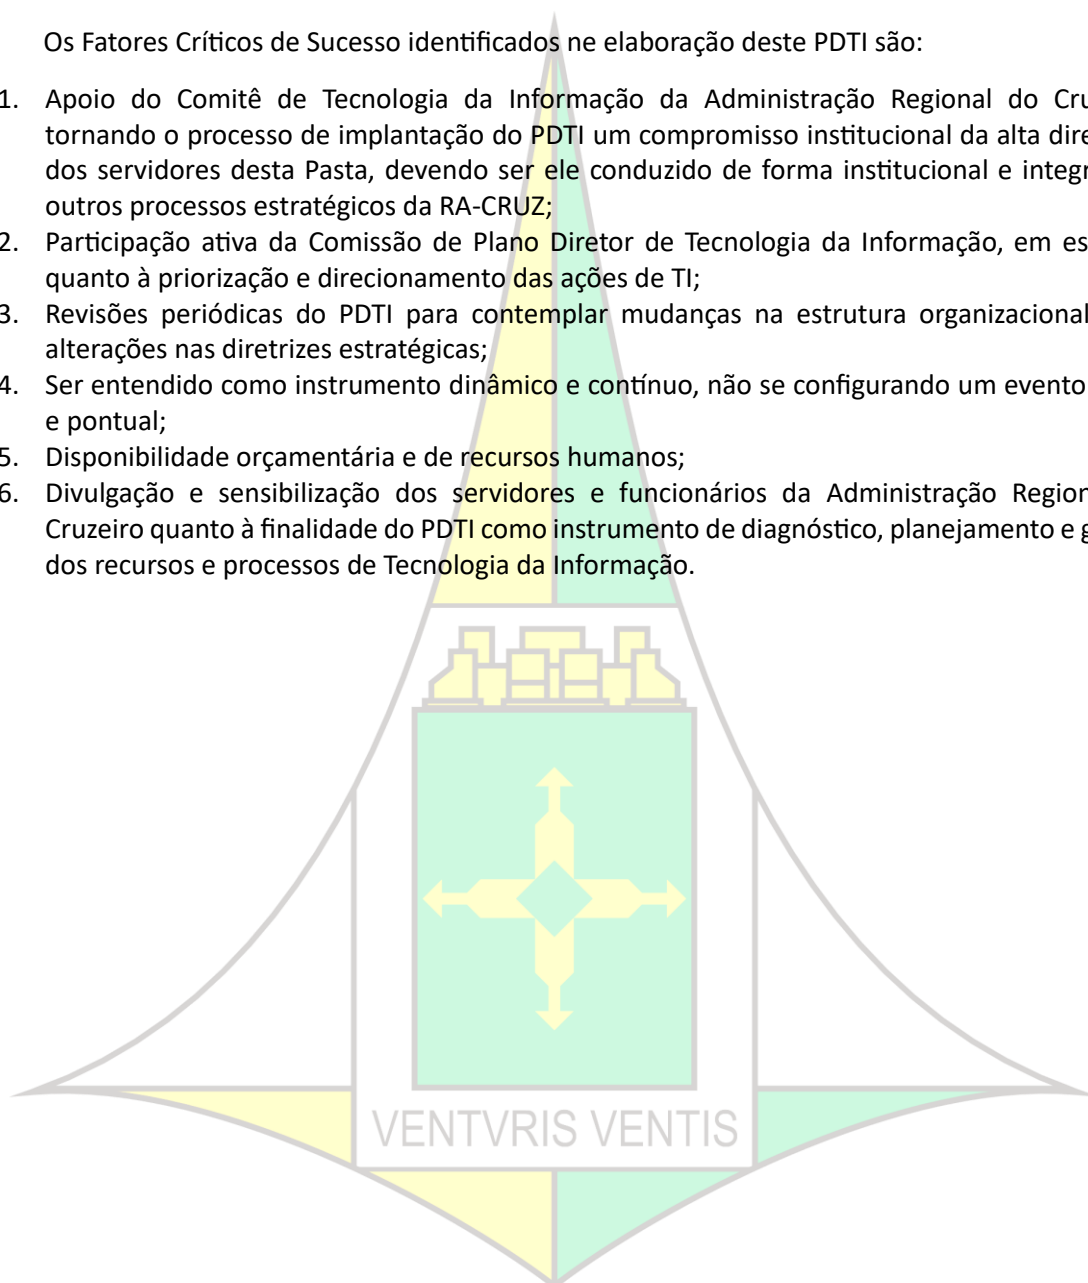 Os Fatores Críticos de Sucesso identificados ne elaboração deste PDTI são:
1. Apoio do Comitê de Tecnologia da Informação da Administração Regional do Cru
tornando o processo de implantação do PDTI um compromisso institucional da alta dire
dos servidores desta Pasta, devendo ser ele conduzido de forma institucional e integr
outros processos estratégicos da RA-CRUZ;
2. Participação ativa da Comissão de Plano Diretor de Tecnologia da Informação, em es
quanto à priorização e direcionamento das ações de TI;
3. Revisões periódicas do PDTI para contemplar mudanças na estrutura organizacional
alterações nas diretrizes estratégicas;
4. Ser entendido como instrumento dinâmico e contínuo, não se configurando um evento
e pontual;
5. Disponibilidade orçamentária e de recursos humanos;
6. Divulgação e sensibilização dos servidores e funcionários da Administração Region
Cruzeiro quanto à finalidade do PDTI como instrumento de diagnóstico, planejamento e g
dos recursos e processos de Tecnologia da Informação.
VENTVRIS VENTIS